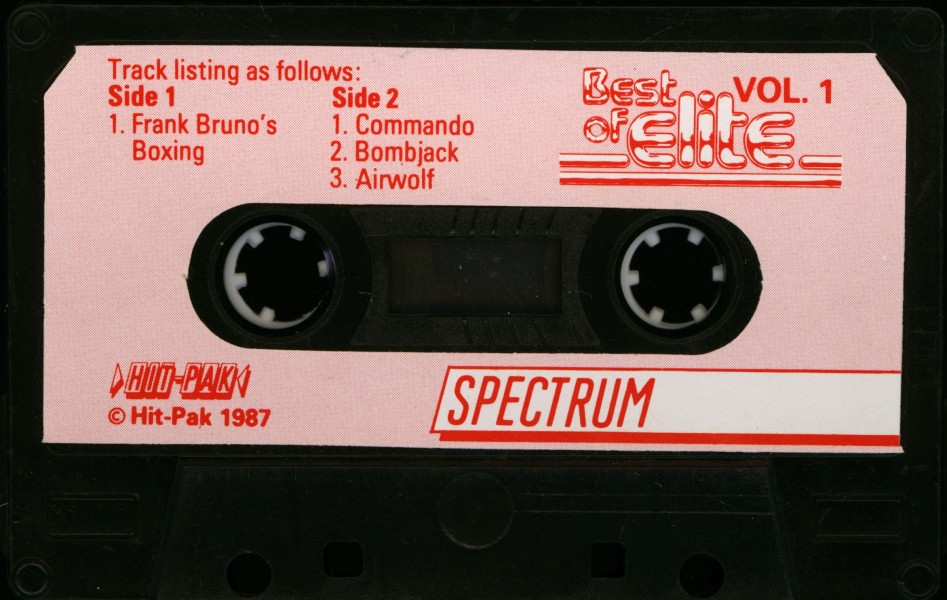 Track listing as follows:
Side 1
1. Frank Bruno's
Boxing
Side 2
1. Commando
2. Bombjack
3. Airwolf
Best
OF elite
VOL. 1
HIT-PAK
© Hit-Pak 1987
SPECTRUM